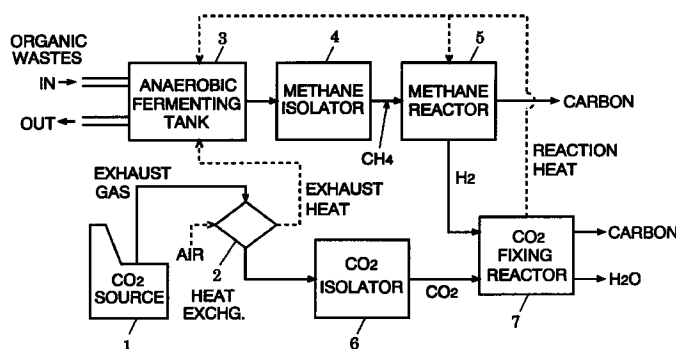 ORGANIC
WASTES
IN
OUT
3
ANAEROBIC
FERMENTING
TANK
4
METHANE
ISOLATOR
CH4
5
METHANE
REACTOR
CARBON
H2
REACTION
HEAT
EXHAUST
GAS
EXHAUST
HEAT
AIR
2
HEAT
EXCHG.
CO2
SOURCE
1
CO2
ISOLATOR
6
CO2
CO2
FIXING
REACTOR
7
CARBON
H2O